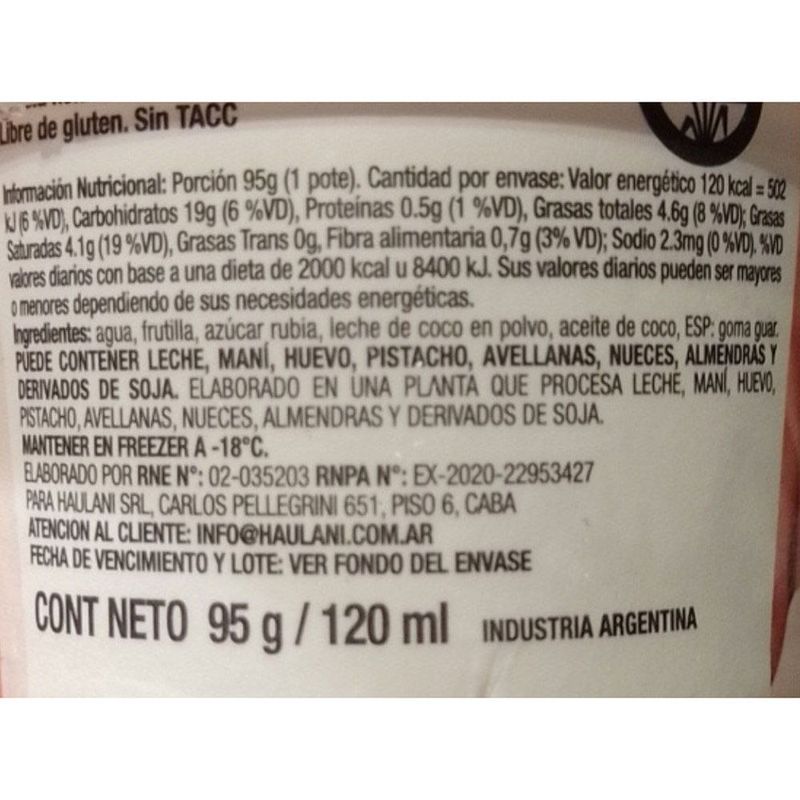 Libre de gluten. Sin TACC
Información Nutricional: Porción 95g (1 pote). Cantidad por envase: Valor energético 120 kcal = 502
kJ (6 %VD), Carbohidratos 19g (6 %VD), Proteínas 0.5g (1 %VD), Grasas totales 4.6g (8 %VD); Grasas
Saturadas 4.1g (19 %VD), Grasas Trans 0g, Fibra alimentaria 0,7g (3% VD); Sodio 2.3mg (0 %VD). %VD
valores diarios con base a una dieta de 2000 kcal u 8400 kJ. Sus valores diarios pueden ser mayores
o menores dependiendo de sus necesidades energéticas.
Ingredientes: agua, frutilla, azúcar rubia, leche de coco en polvo, aceite de coco, ESP: goma guar.
PUEDE CONTENER LECHE, MANÍ, HUEVO, PISTACHO, AVELLANAS, NUECES, ALMENDRAS Y
DERIVADOS DE SOJA. ELABORADO EN UNA PLANTA QUE PROCESA LECHE, MANÍ, HUEVO,
PISTACHO, AVELLANAS, NUECES, ALMENDRAS Y DERIVADOS DE SOJA.
MANTENER EN FREEZER A -18°C.
ELABORADO POR RNE N°: 02-035203 RNPA N°: EX-2020-22953427
PARA HAULANI SRL, CARLOS PELLEGRINI 651, PISO 6, CABA
ATENCION AL CLIENTE: INFO@HAULANI.COM.AR
FECHA DE VENCIMIENTO Y LOTE: VER FONDO DEL ENVASE
CONT NETO 95 g / 120 ml INDUSTRIA ARGENTINA